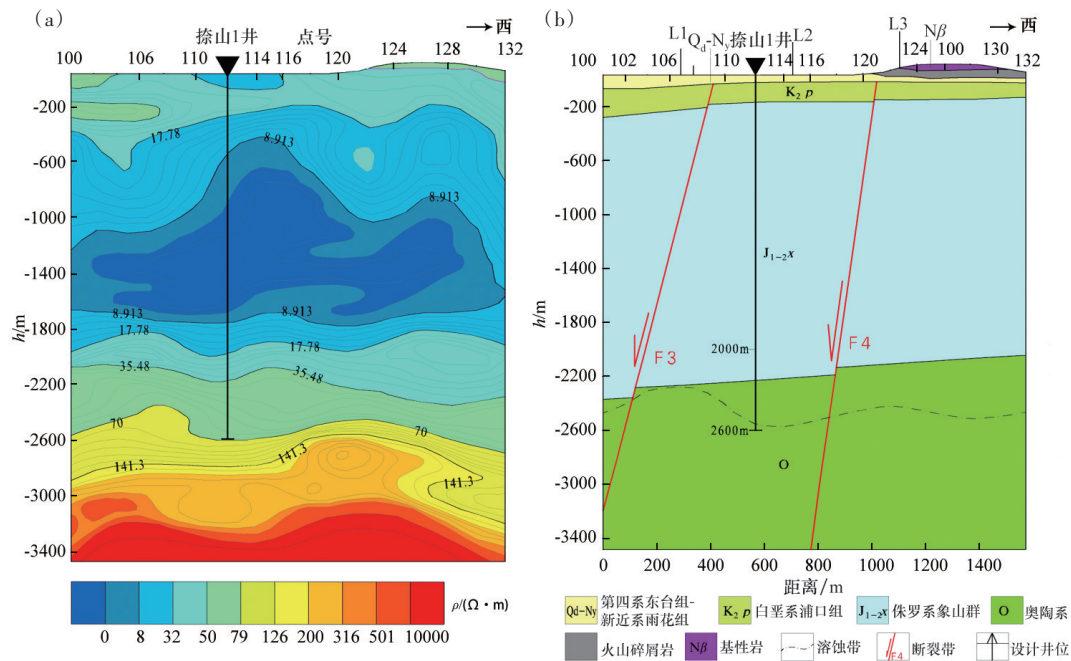 (a)
西
捺山1井
点号
100 106 110 114 116 120 124 128 132
h/m
-200
-600
-1000
-1400
-1800
-2200
-2600
-3000
-3400
17.78
8.913
8.913
8.913
8.913
17.78
17.78
35.48
35.48
70
70
141.3
141.3
141.3
0 8 32 50 79 126 200 316 501 10000
ρ/(Ω·m)
(b)
西
L1 Qd-Ny 捺山1井 L2 L3 Nβ
100 102 106 110 114 118 120 124 100 130 132
h/m
0
-200
-600
-1000
-1400
-1800
-2200
-2600
-3000
-3400
K2 p
J1-2x
2000m
2600m
F3
F4
O
0 200 400 600 800 1000 1200 1400
距离/m
Qd-Ny 第四系东台组-新近系雨花组
K2 p 白垩系浦口组
J1-2x 侏罗系象山群
O 奥陶系
火山碎屑岩
Nβ 基性岩
溶蚀带
F4 断裂带
设计井位